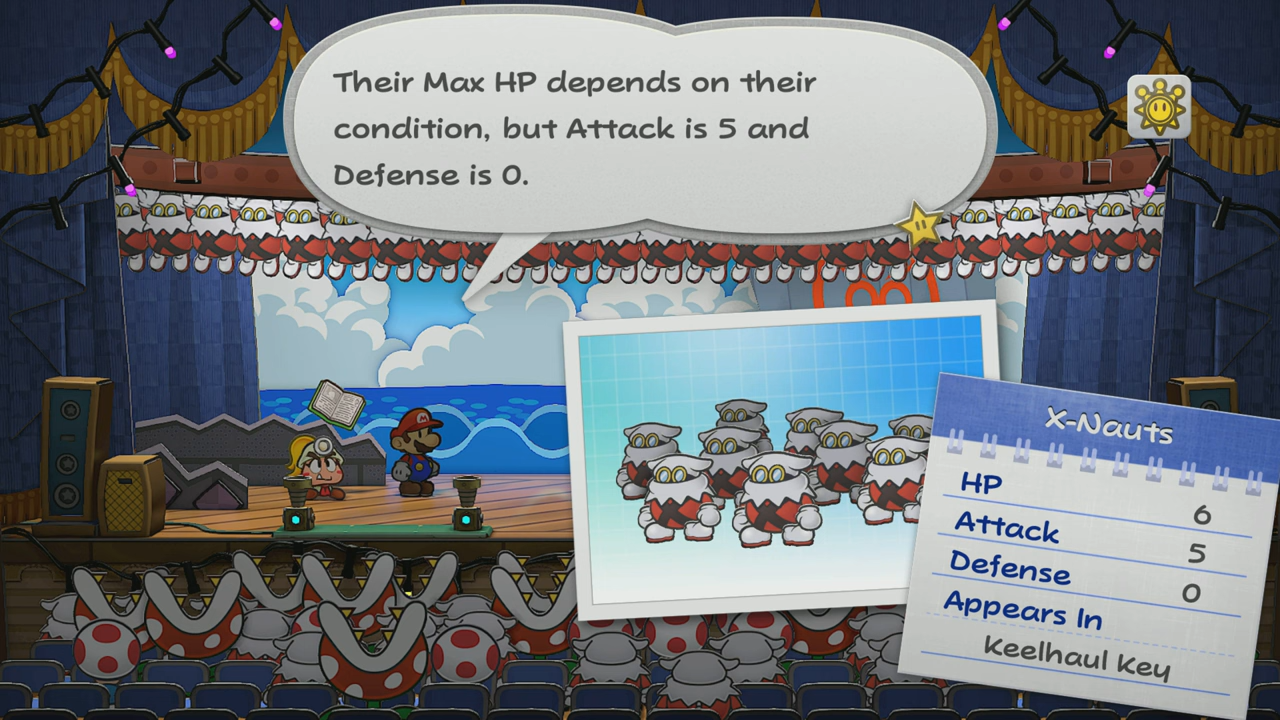 Their Max HP depends on their
condition, but Attack is 5 and
Defense is 0.
X-Nauts
HP 6
Attack 5
Defense 0
Appears In
Keelhaul Key